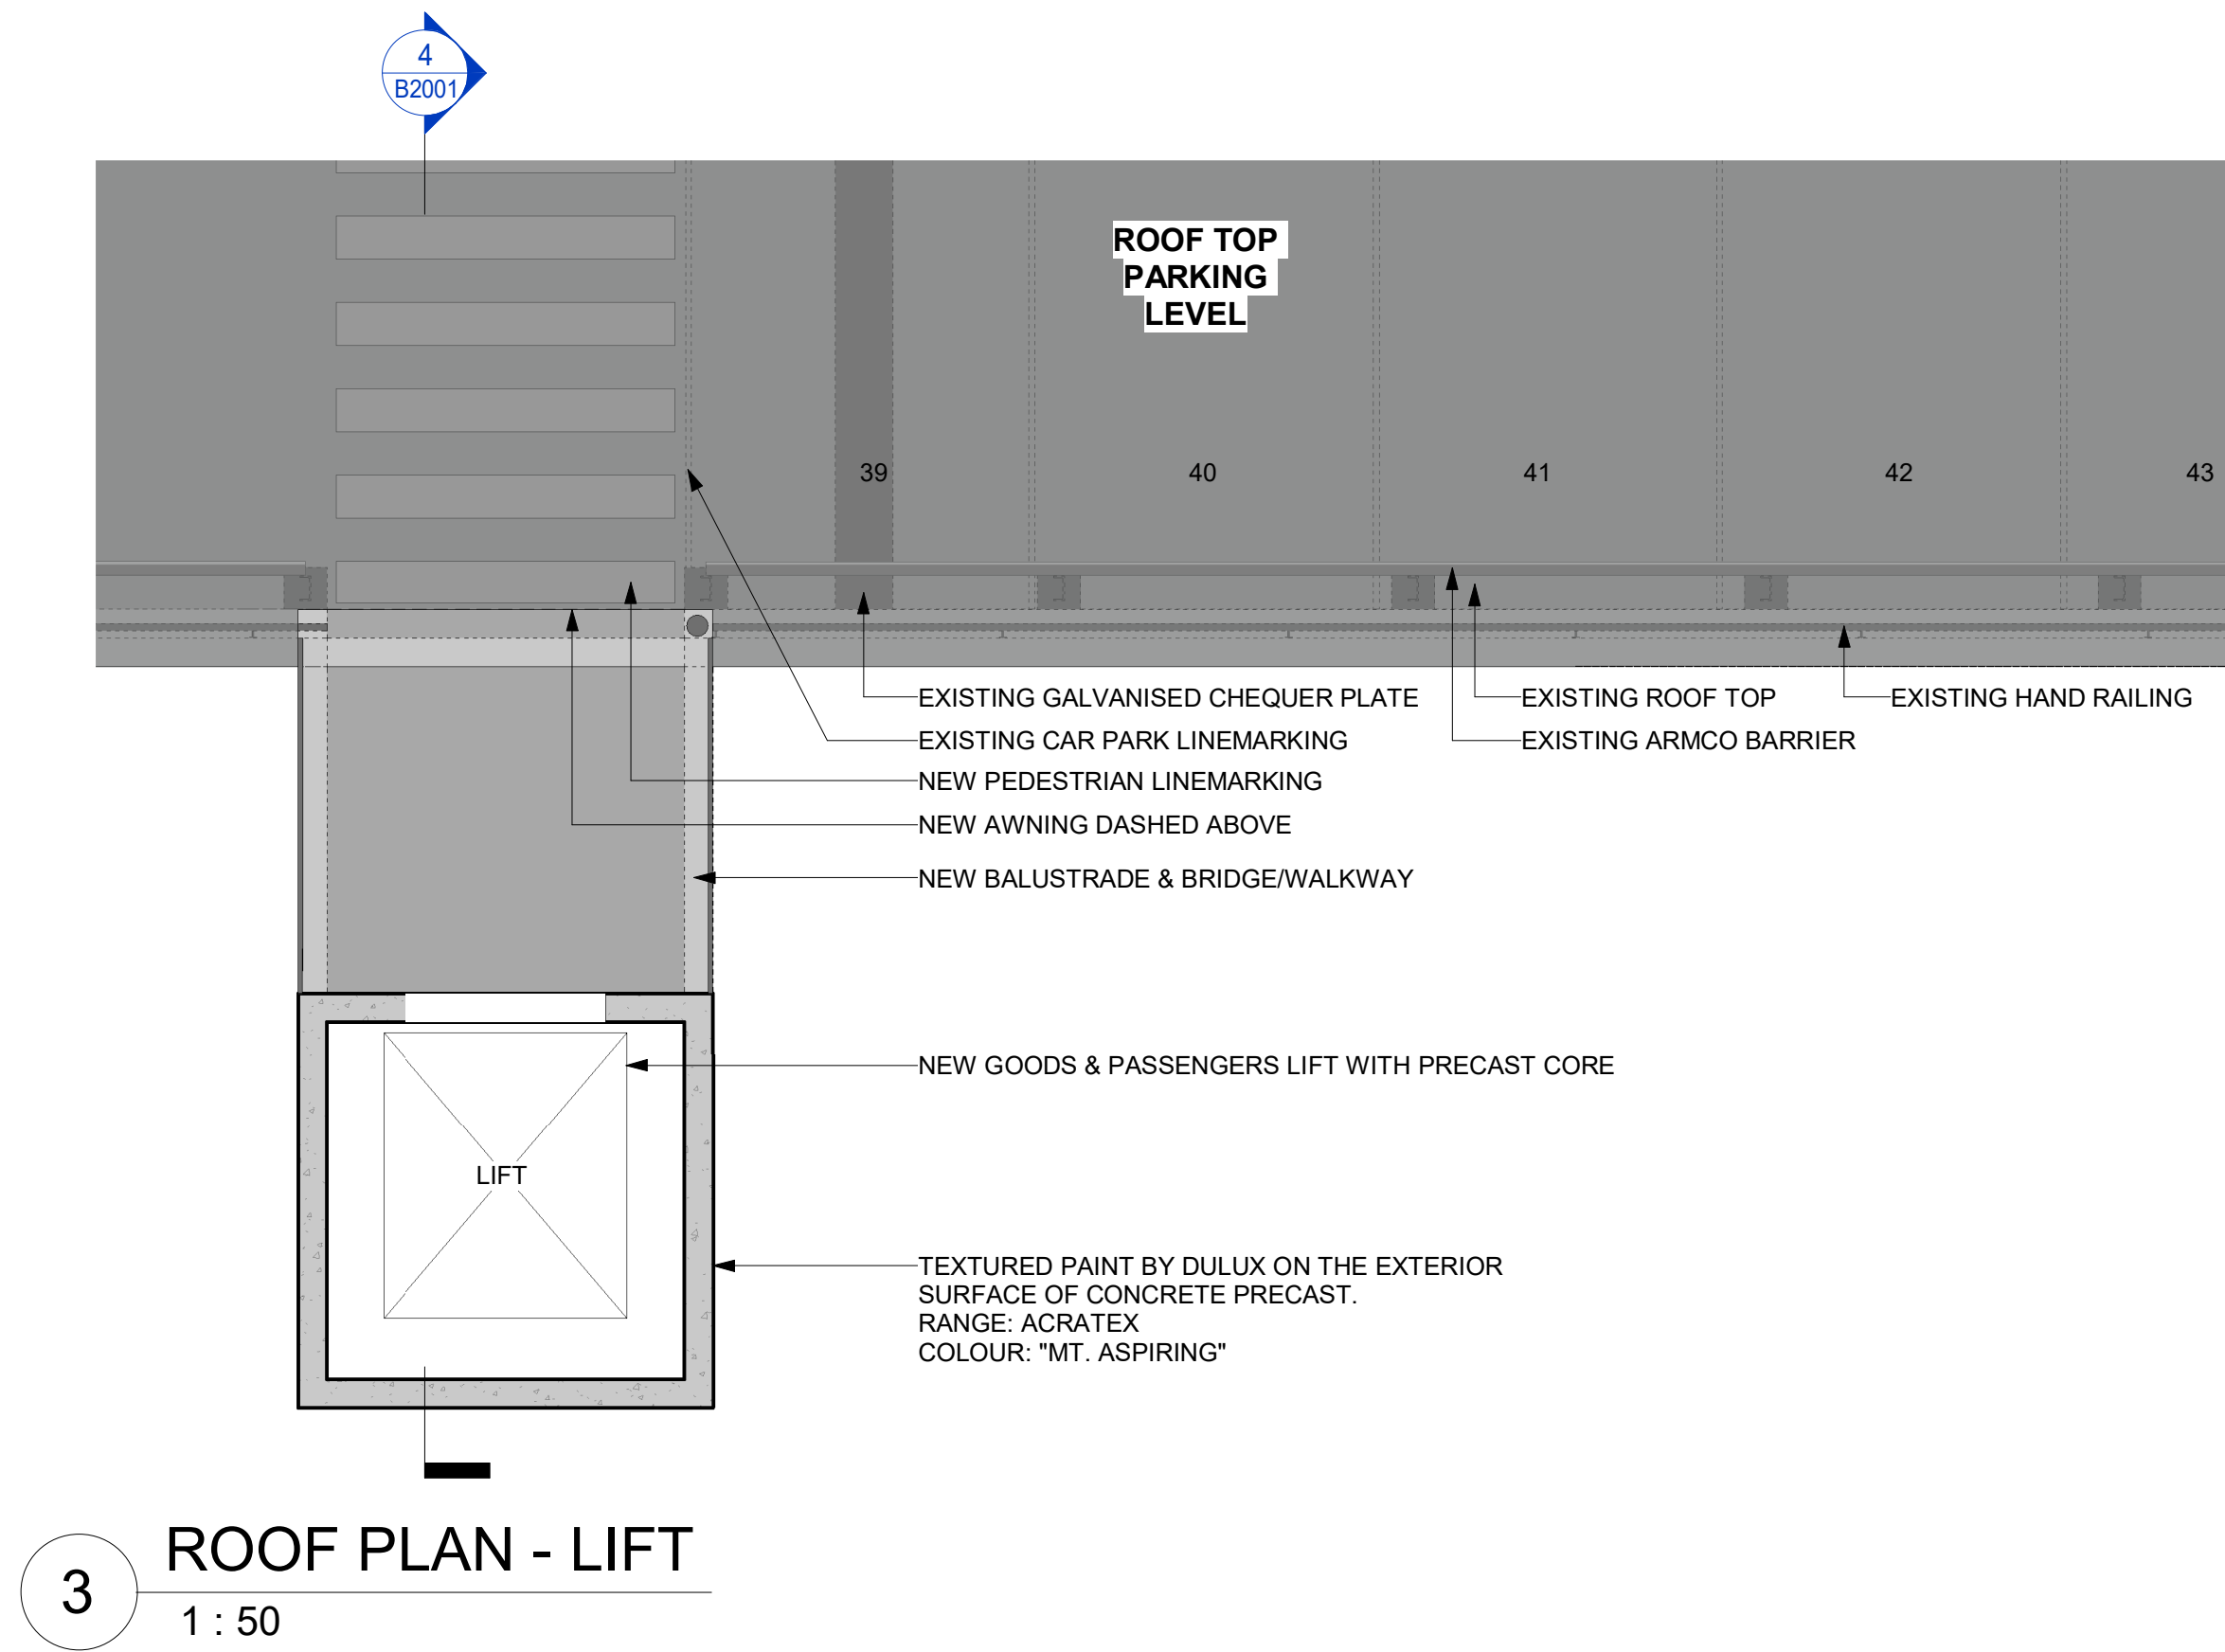 4
B2001
ROOF TOP
PARKING
LEVEL
39
40
41
42
43
EXISTING GALVANISED CHEQUER PLATE
EXISTING ROOF TOP
EXISTING HAND RAILING
EXISTING CAR PARK LINEMARKING
EXISTING ARMCO BARRIER
NEW PEDESTRIAN LINEMARKING
NEW AWNING DASHED ABOVE
NEW BALUSTRADE & BRIDGE/WALKWAY
NEW GOODS & PASSENGERS LIFT WITH PRECAST CORE
LIFT
TEXTURED PAINT BY DULUX ON THE EXTERIOR
SURFACE OF CONCRETE PRECAST.
RANGE: ACRATEX
COLOUR: "MT. ASPIRING"
3
ROOF PLAN - LIFT
1 : 50